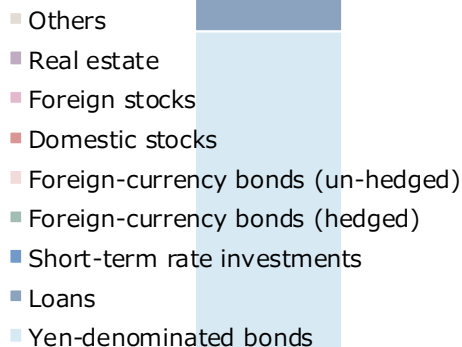 Others
Real estate
Foreign stocks
Domestic stocks
Foreign-currency bonds (un-hedged)
Foreign-currency bonds (hedged)
Short-term rate investments
Loans
Yen-denominated bonds